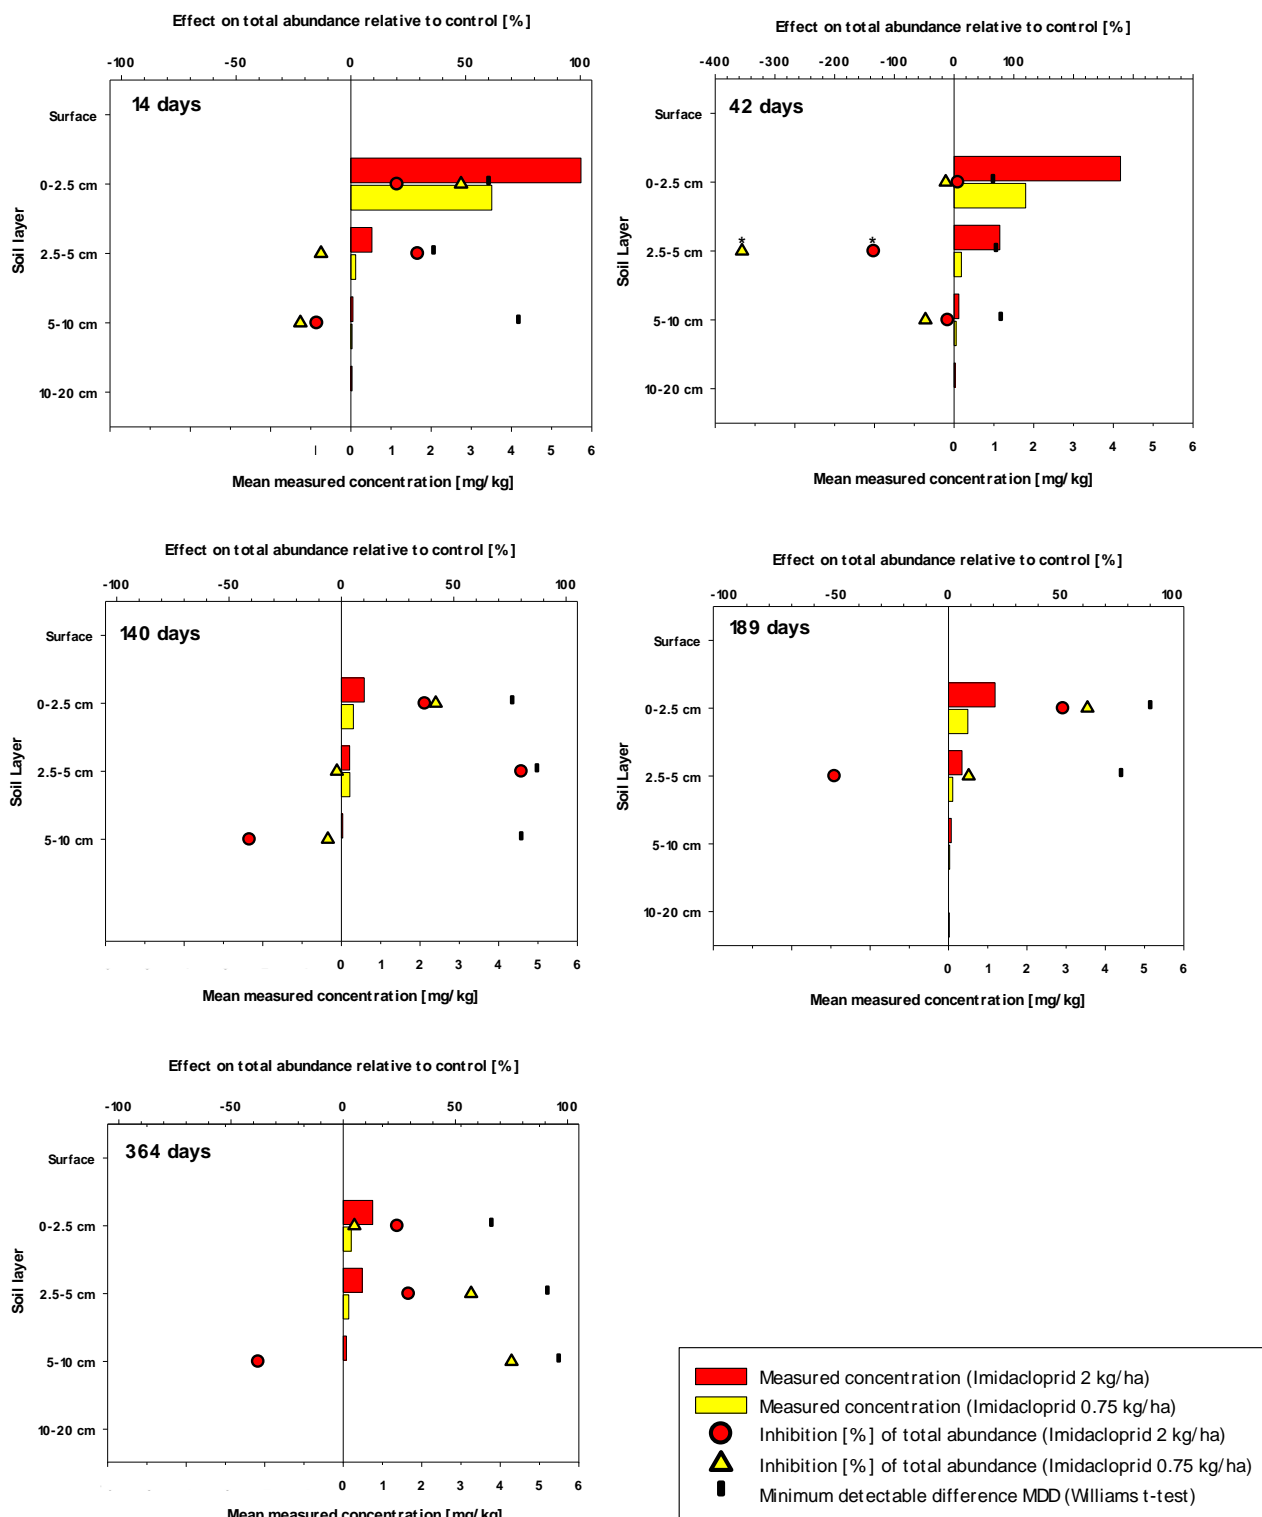 Effect on total abundance relative to control [%]
-100 -50 0 50 100
14 days
Surface
0-2.5 cm
2.5-5 cm
5-10 cm
10-20 cm
Soil layer
0 1 2 3 4 5 6
Mean measured concentration [mg/kg]
Effect on total abundance relative to control [%]
-400 -300 -200 -100 0 100
42 days
Surface
0-2.5 cm
2.5-5 cm
* *
5-10 cm
10-20 cm
Soil Layer
0 1 2 3 4 5 6
Mean measured concentration [mg/kg]
Effect on total abundance relative to control [%]
-100 -50 0 50 100
140 days
Surface
0-2.5 cm
2.5-5 cm
5-10 cm
Soil Layer
0 1 2 3 4 5 6
Mean measured concentration [mg/kg]
Effect on total abundance relative to control [%]
-100 -50 0 50 100
189 days
Surface
0-2.5 cm
2.5-5 cm
5-10 cm
10-20 cm
Soil Layer
0 1 2 3 4 5 6
Mean measured concentration [mg/kg]
Effect on total abundance relative to control [%]
-100 -50 0 50 100
364 days
Surface
0-2.5 cm
2.5-5 cm
5-10 cm
10-20 cm
Soil layer
0 1 2 3 4 5 6
Mean measured concentration [mg/kg]
Measured concentration (Imidacloprid 2 kg/ha)
Measured concentration (Imidacloprid 0.75 kg/ha)
Inhibition [%] of total abundance (Imidacloprid 2 kg/ha)
Inhibition [%] of total abundance (Imidacloprid 0.75 kg/ha)
Minimum detectable difference MDD (Williams t-test)